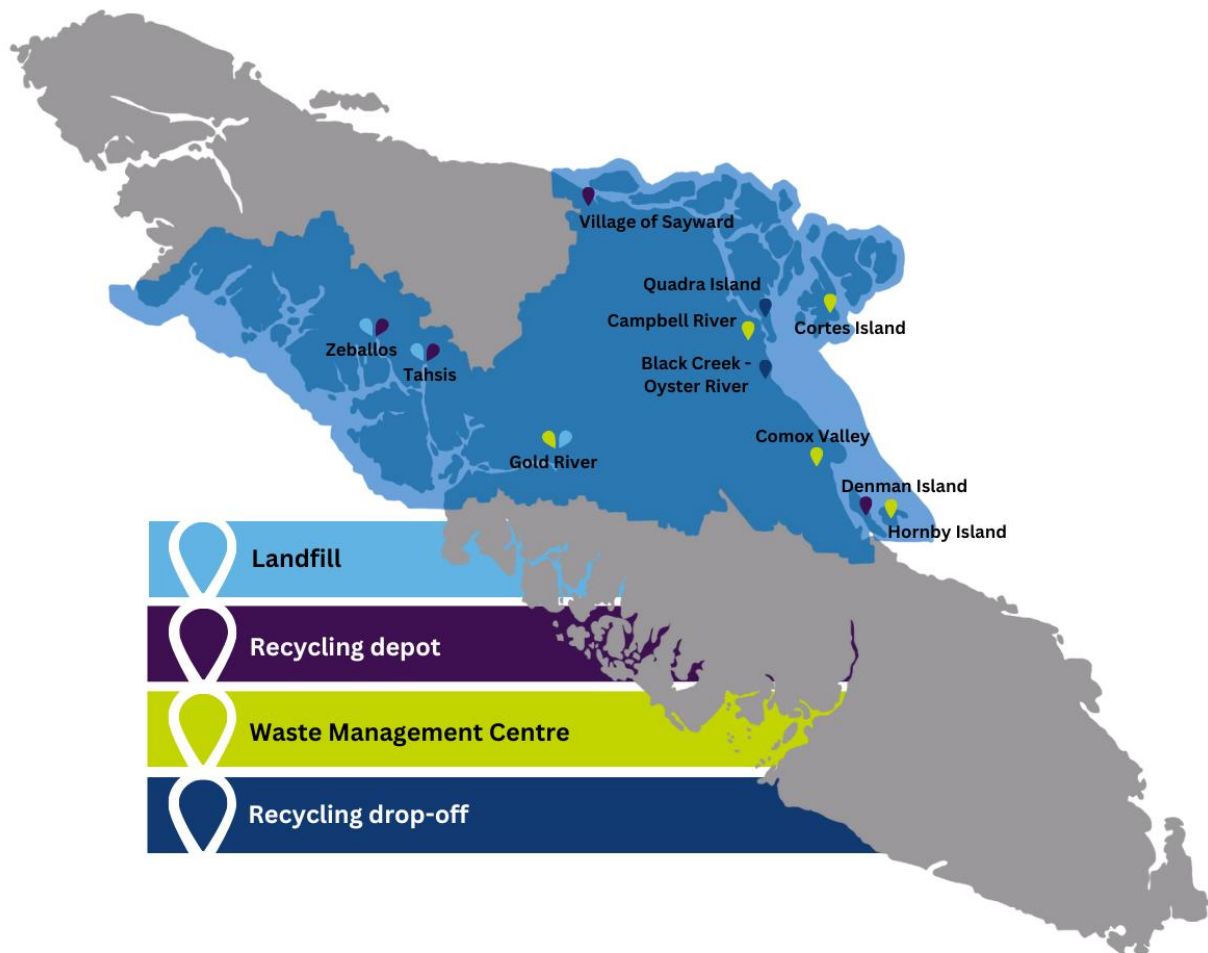 Village of Sayward
Quadra Island
Campbell River
Cortes Island
Zeballos
Tahsis
Black Creek -
Oyster River
Comox Valley
Gold River
Denman Island
Hornby Island
Landfill
Recycling depot
Waste Management Centre
Recycling drop-off